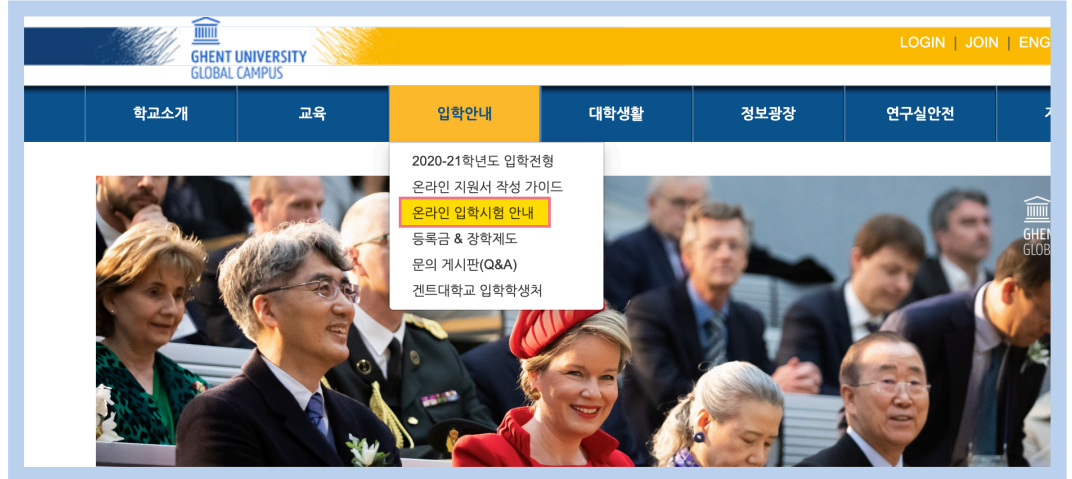 GHENT UNIVERSITY
GLOBAL CAMPUS
LOGIN | JOIN | ENG
학교소개 교육 입학안내 대학생활 정보광장 연구실안전
2020-21학년도 입학전형
온라인 지원서 작성 가이드
온라인 입학시험 안내
등록금 & 장학제도
문의 게시판(Q&A)
겐트대학교 입학학생처